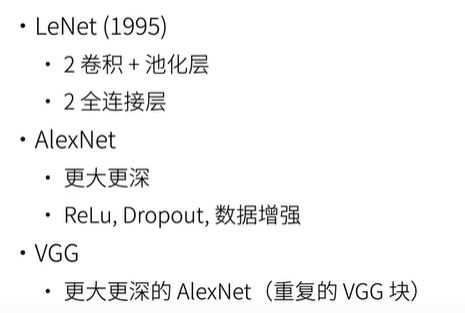 • LeNet (1995)
• 2 卷积 + 池化层
• 2 全连接层
• AlexNet
• 更大更深
• ReLu, Dropout, 数据增强
• VGG
• 更大更深的 AlexNet（重复的 VGG 块）